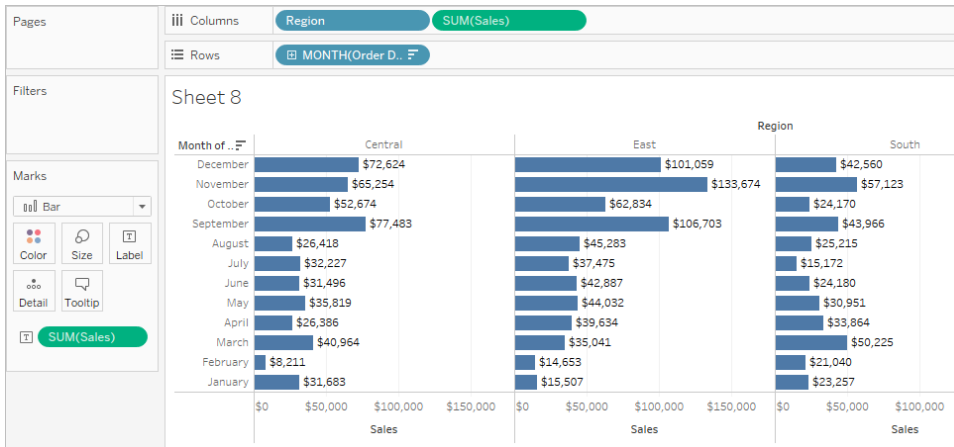 Pages
Columns
Region
SUM(Sales)
Rows
MONTH(Order D..
Filters
Sheet 8
Region
Month of ..
Central
East
South
December $72,624 $101,059 $42,560
November $65,254 $133,674 $57,123
October $52,674 $62,834 $24,170
September $77,483 $106,703 $43,966
August $26,418 $45,283 $25,215
July $32,227 $37,475 $15,172
June $31,496 $42,887 $24,180
May $35,819 $44,032 $30,951
April $26,386 $39,634 $33,864
March $40,964 $35,041 $50,225
February $8,211 $14,653 $21,040
January $31,683 $15,507 $23,257
$0 $50,000 $100,000 $150,000 $0 $50,000 $100,000 $150,000 $0 $50,000 $100,000
Sales Sales Sales
Marks
Bar
Color Size Label
T
Detail Tooltip
T SUM(Sales)